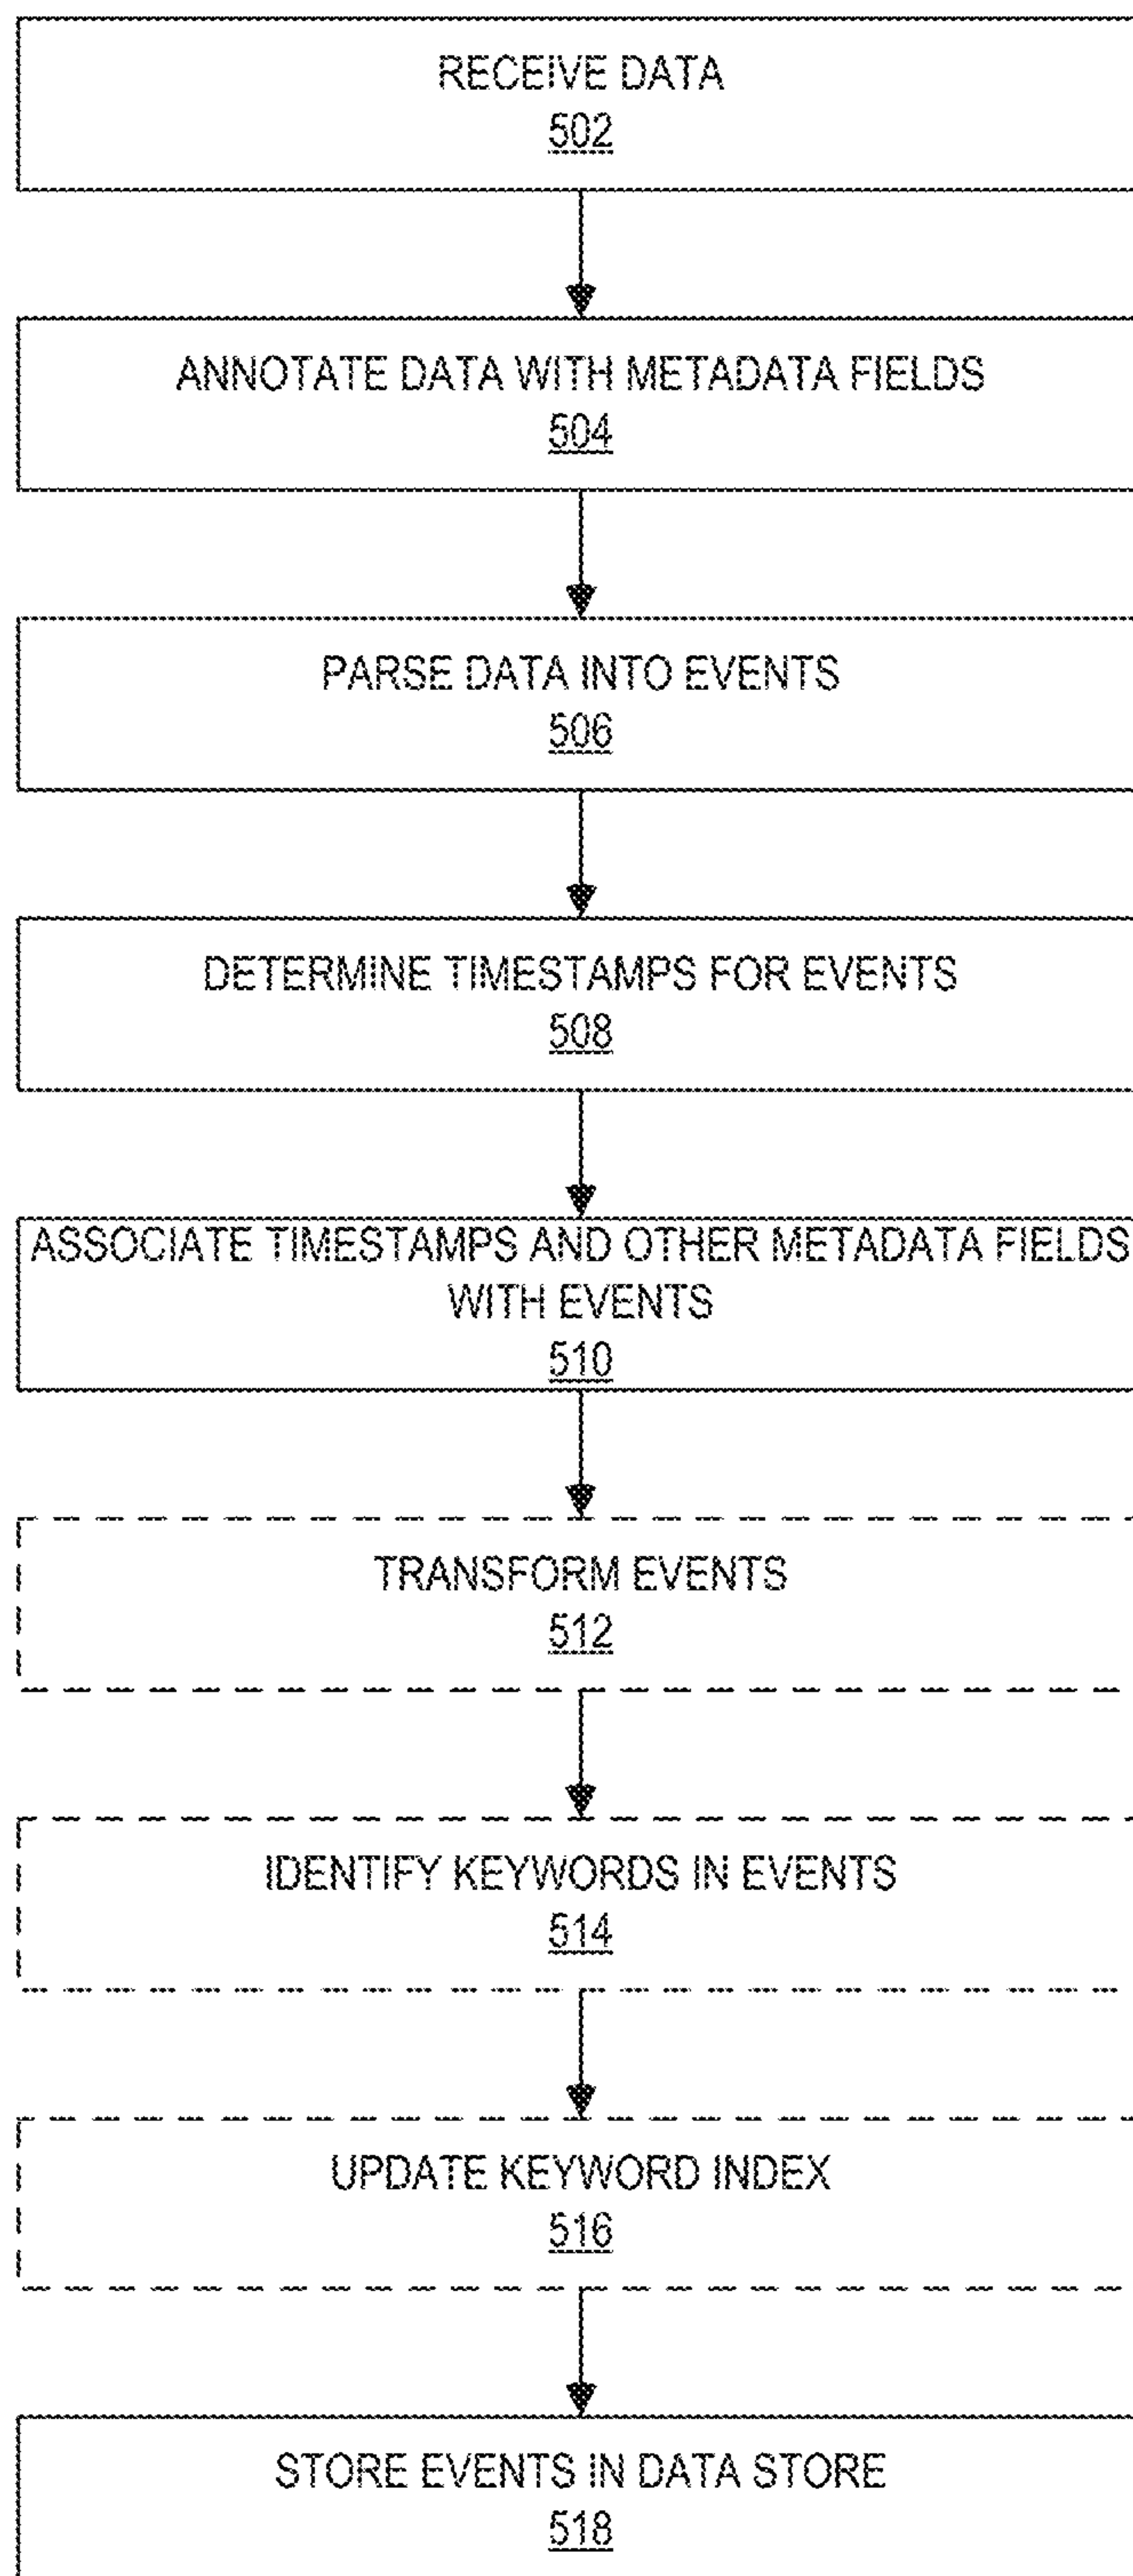 RECEIVE DATA
502
ANNOTATE DATA WITH METADATA FIELDS
504
PARSE DATA INTO EVENTS
506
DETERMINE TIMESTAMPS FOR EVENTS
508
ASSOCIATE TIMESTAMPS AND OTHER METADATA FIELDS
WITH EVENTS
510
TRANSFORM EVENTS
512
IDENTIFY KEYWORDS IN EVENTS
514
UPDATE KEYWORD INDEX
516
STORE EVENTS IN DATA STORE
518